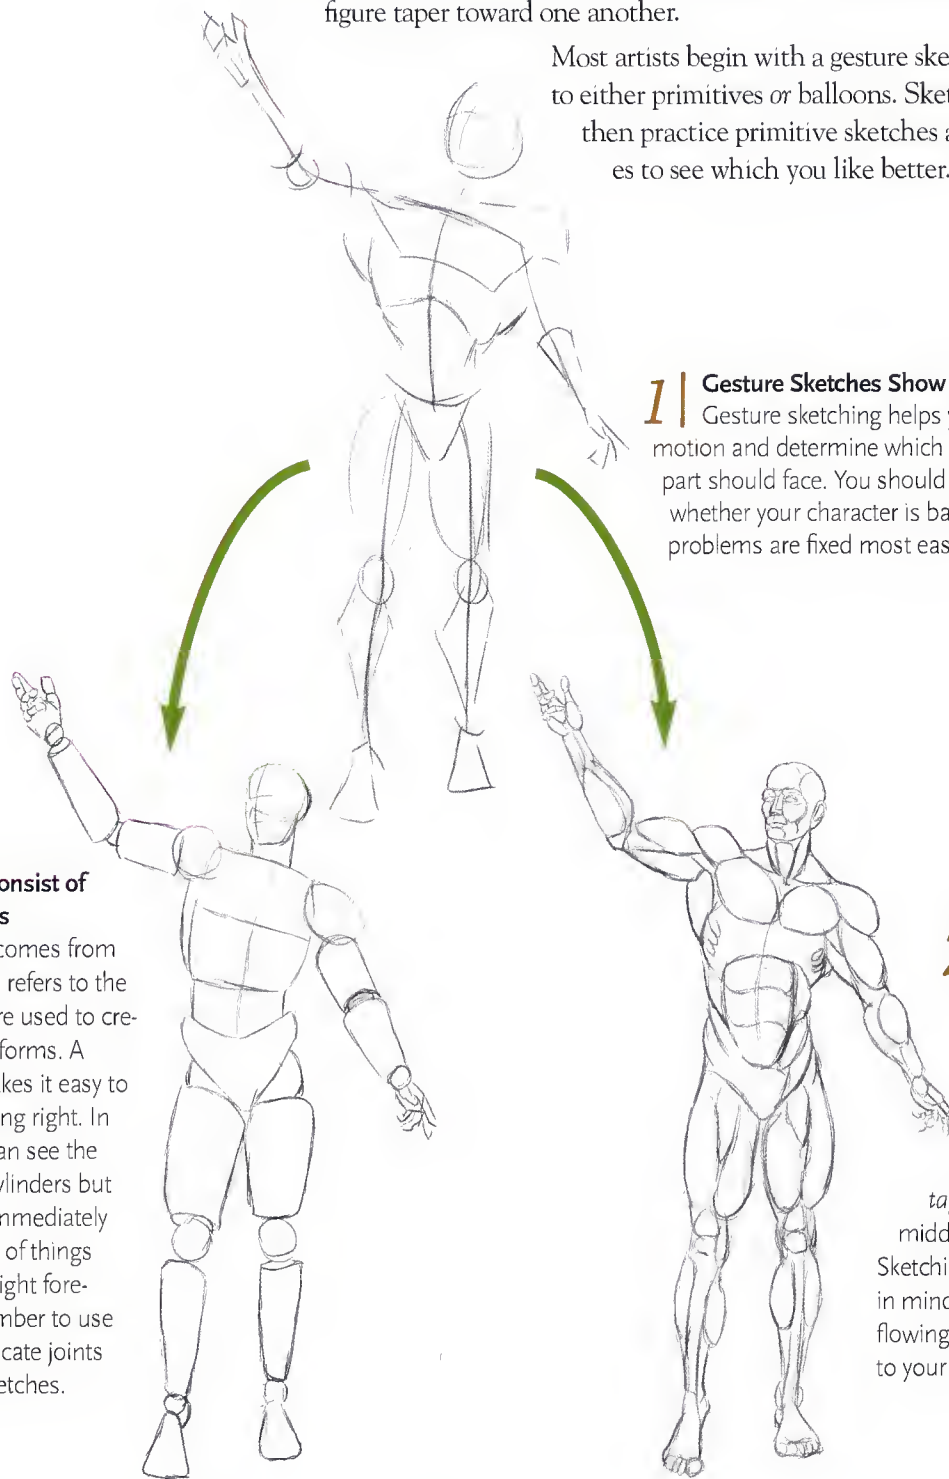 figure taper toward one another.
Most artists begin with a gesture ske
to either primitives or balloons. Sket
then practice primitive sketches a
es to see which you like better.
1 Gesture Sketches Show
Gesture sketching helps
motion and determine which
part should face. You should
whether your character is ba
problems are fixed most eas
onsist of
s
comes from
refers to the
re used to cre-
forms. A
kes it easy to
ng right. In
an see the
ylinders but
mmediately
of things
ight fore-
mber to use
cate joints
etches.
ta
midd
Sketchi
in mind
flowing
to your